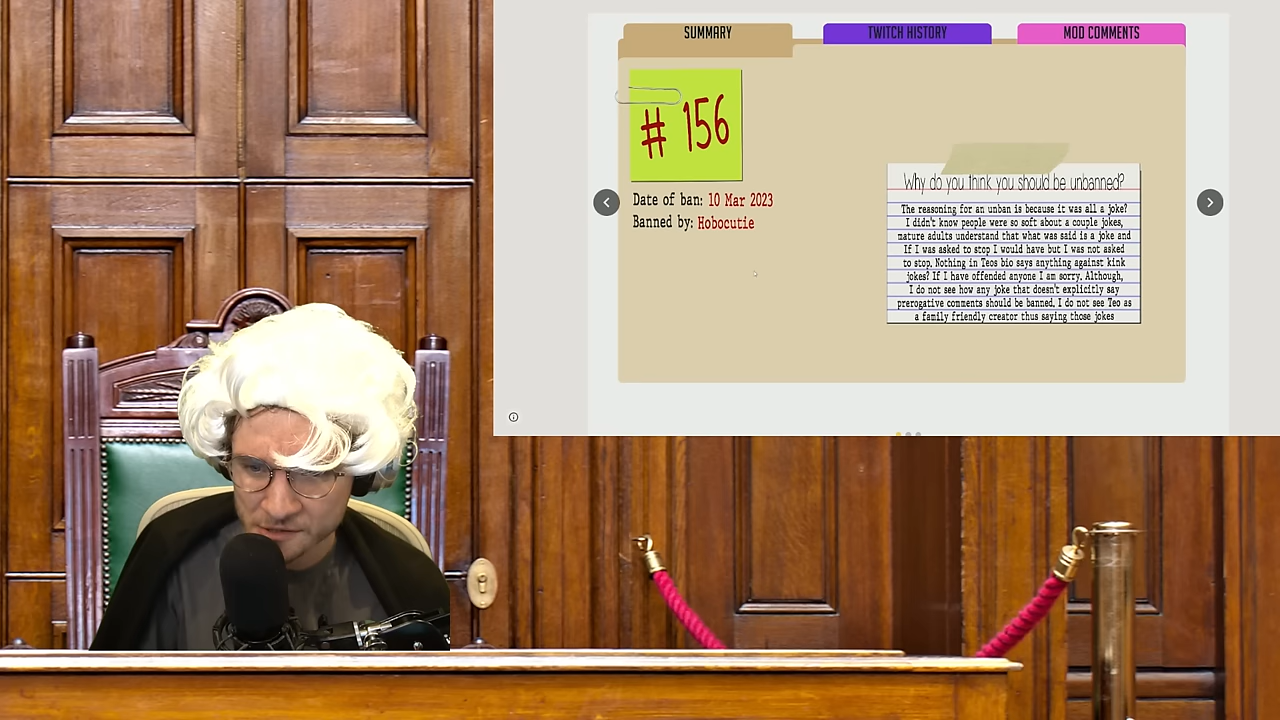 SUMMARY
TWITCH HISTORY
MOD COMMENTS
# 156
Date of ban: 10 Mar 2023
Banned by: Hobocutie
Why do you think you should be unbanned?
The reasoning for an unban is because it was all a joke?
I didn't know people were so soft about a couple jokes,
mature adults understand that what was said is a joke and
If I was asked to stop I would have but I was not asked
to stop. Nothing in Teos bio says anything against kink
jokes? If I have offended anyone I am sorry. Although,
I do not see how any joke that doesn't explicitly say
prerogative comments should be banned. I do not see Teo as
a family friendly creator thus saying those jokes